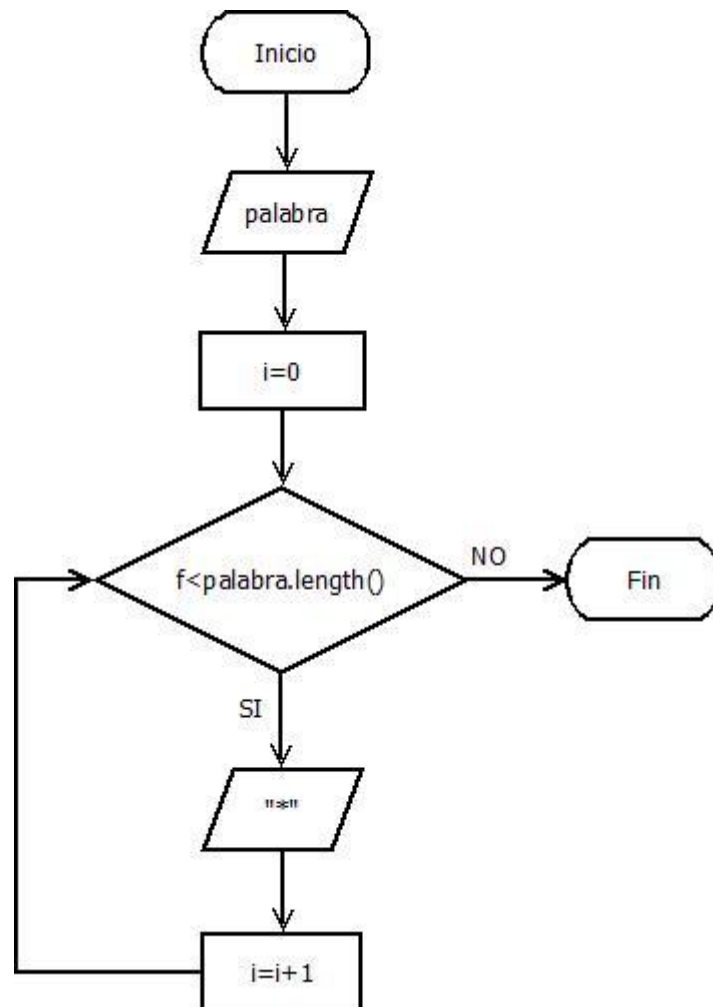 Inicio
palabra
i=0
f<palabra.length()
NO
Fin
SI
"*"
i=i+1